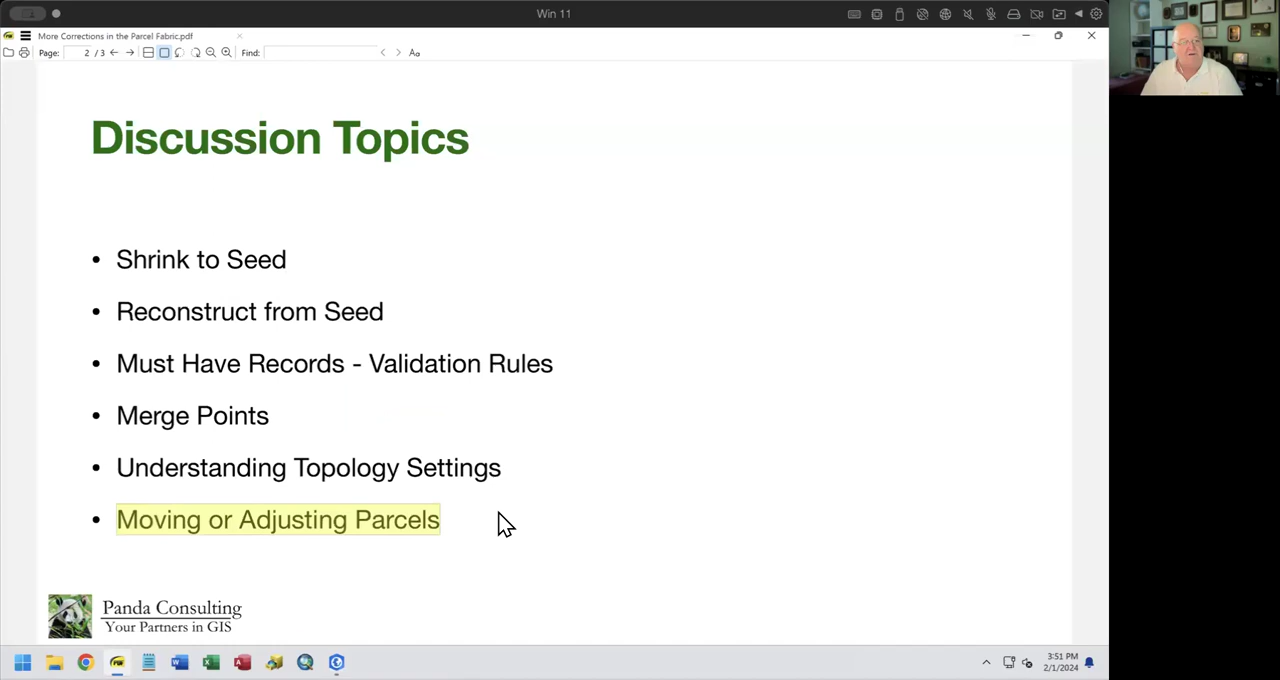 Win 11
More Corrections in the Parcel Fabric.pdf
Page: 2 / 3 Find: Aa
Discussion Topics
• Shrink to Seed
• Reconstruct from Seed
• Must Have Records - Validation Rules
• Merge Points
• Understanding Topology Settings
• Moving or Adjusting Parcels
Panda Consulting
Your Partners in GIS
3:51 PM
2/1/2024